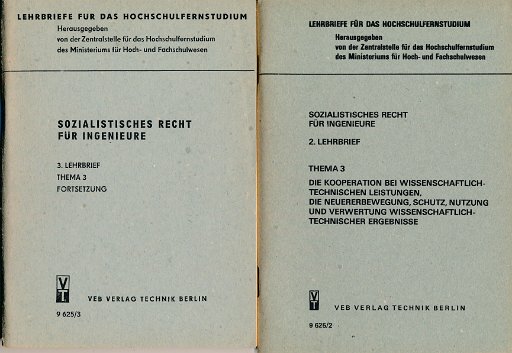 LEHRBRIEFE FÜR DAS HOCHSCHULFERNSTUDIUM
Herausgegeben
von der Zentralstelle für das Hochschulfernstudium
des Ministeriums für Hoch- und Fachschulwesen
SOZIALISTISCHES RECHT
FÜR INGENIEURE
3. LEHRBRIEF
THEMA 3
FORTSETZUNG
VT
VEB VERLAG TECHNIK BERLIN
9 625/3
LEHRBRIEFE FÜR DAS HOCHSCHULFERNSTUDIUM
Herausgegeben
von der Zentralstelle für das Hochschulfernstudium
des Ministeriums für Hoch- und Fachschulwesen
SOZIALISTISCHES RECHT
FÜR INGENIEURE
2. LEHRBRIEF
THEMA 3
DIE KOOPERATION BEI WISSENSCHAFTLICH-
TECHNISCHEN LEISTUNGEN,
DIE NEUERERBEWEGUNG, SCHUTZ, NUTZUNG
UND VERWERTUNG WISSENSCHAFTLICH-
TECHNISCHER ERGEBNISSE
VT
VEB VERLAG TECHNIK BERLIN
9 625/2